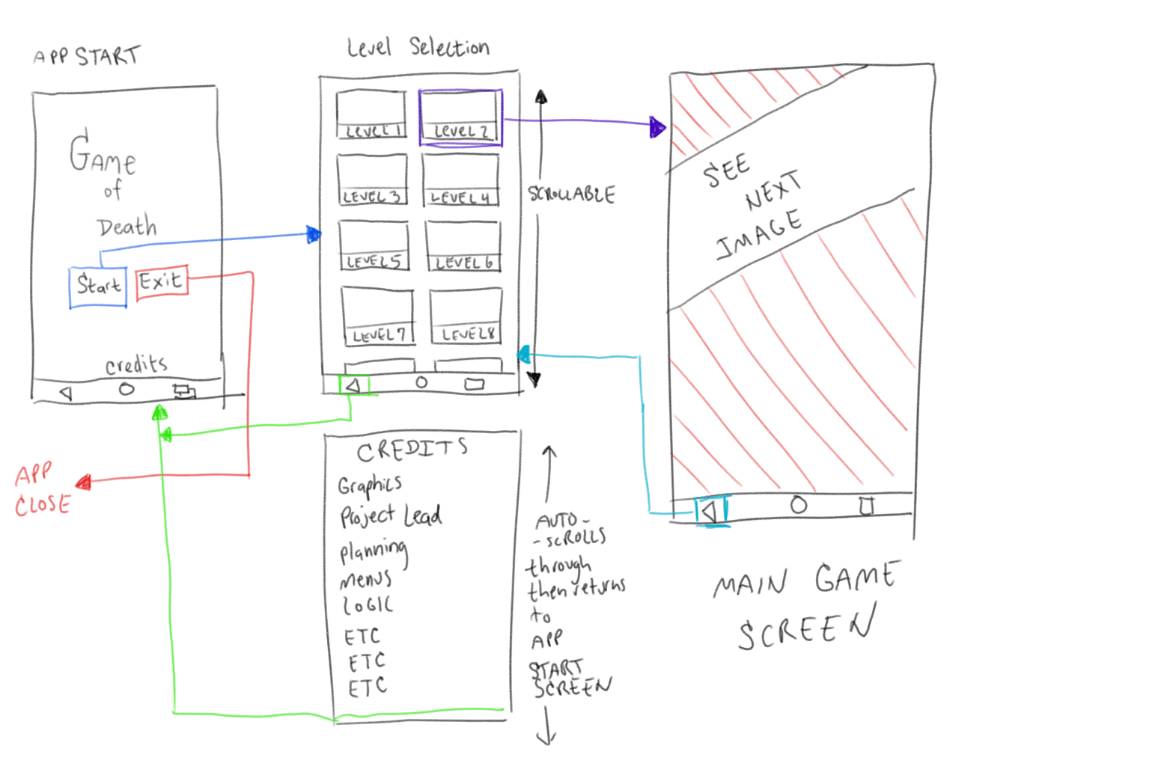 APP START
Game
of
Death
Start
Exit
credits
APP
CLOSE
Level Selection
LEVEL 1
LEVEL 2
LEVEL 3
LEVEL 4
LEVEL 5
LEVEL 6
LEVEL 7
LEVEL 8
SCROLLABLE
CREDITS
Graphics
Project Lead
planning
menus
LOGIC
ETC
ETC
ETC
AUTO-
-SCROLLS
through
then returns
to
APP
START
SCREEN
SEE
NEXT
IMAGE
MAIN GAME
SCREEN